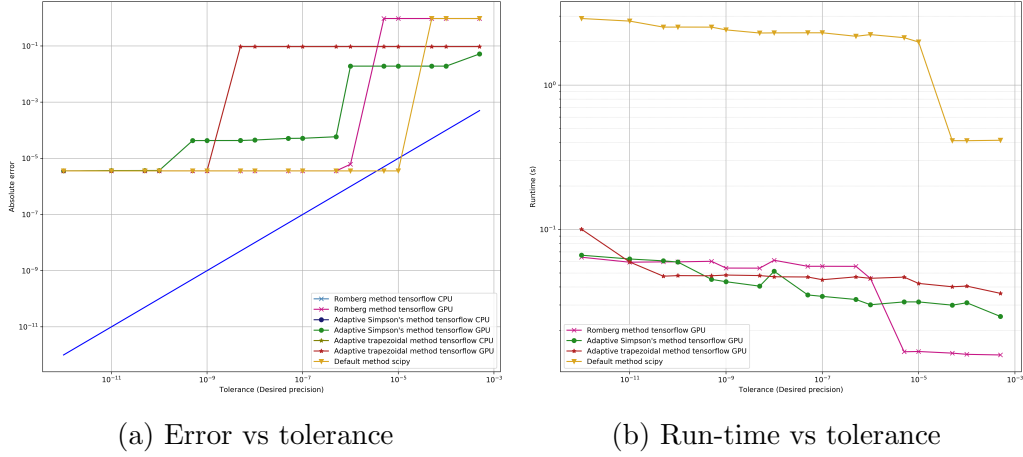 10⁻¹
10⁻³
10⁻⁵
10⁻⁷
10⁻⁹
10⁻¹¹
Absolute error
10⁻¹¹
10⁻⁹
10⁻⁷
10⁻⁵
10⁻³
Tolerance (Desired precision)
Romberg method tensorflow CPU
Romberg method tensorflow GPU
Adaptive Simpson's method tensorflow CPU
Adaptive Simpson's method tensorflow GPU
Adaptive trapezoidal method tensorflow CPU
Adaptive trapezoidal method tensorflow GPU
Default method scipy
(a) Error vs tolerance
10⁰
10⁻¹
Runtime (s)
10⁻¹¹
10⁻⁹
10⁻⁷
10⁻⁵
10⁻³
Tolerance (Desired precision)
Romberg method tensorflow GPU
Adaptive Simpson's method tensorflow GPU
Adaptive trapezoidal method tensorflow GPU
Default method scipy
(b) Run-time vs tolerance